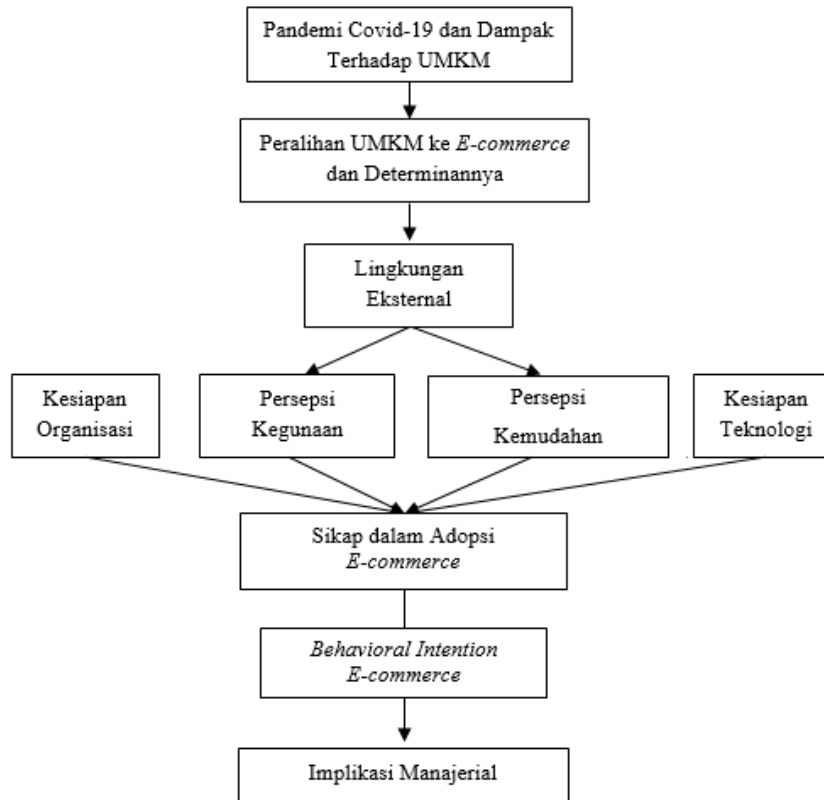 Pandemi Covid-19 dan Dampak
Terhadap UMKM
Peralihan UMKM ke E-commerce
dan Determinannya
Lingkungan
Eksternal
Kesiapan
Organisasi
Persepsi
Kegunaan
Persepsi
Kemudahan
Kesiapan
Teknologi
Sikap dalam Adopsi
E-commerce
Behavioral Intention
E-commerce
Implikasi Manajerial